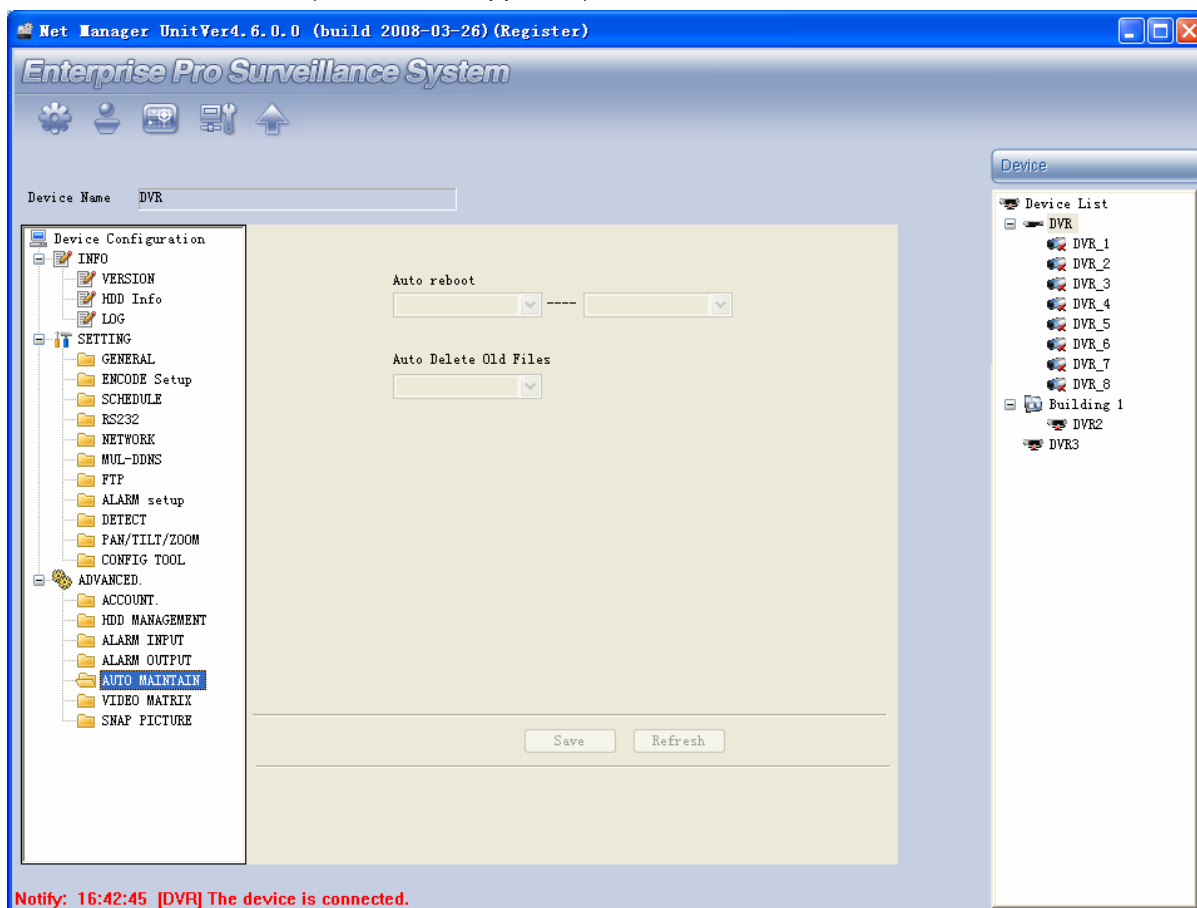 Net Manager UnitVer4.6.0.0 (build 2008-03-26)(Register)
Enterprise Pro Surveillance System
Device Name DVR
Device Configuration
INFO
VERSION
HDD Info
LOG
SETTING
GENERAL
ENCODE Setup
SCHEDULE
RS232
NETWORK
MUL-DDNS
FTP
ALARM setup
DETECT
PAN/TILT/ZOOM
CONFIG TOOL
ADVANCED.
ACCOUNT.
HDD MANAGEMENT
ALARM INPUT
ALARM OUTPUT
AUTO MAINTAIN
VIDEO MATRIX
SNAP PICTURE
Auto reboot
----
Auto Delete Old Files
Save Refresh
Device
Device List
DVR
DVR_1
DVR_2
DVR_3
DVR_4
DVR_5
DVR_6
DVR_7
DVR_8
Building 1
DVR2
DVR3
Notify: 16:42:45 [DVR] The device is connected.